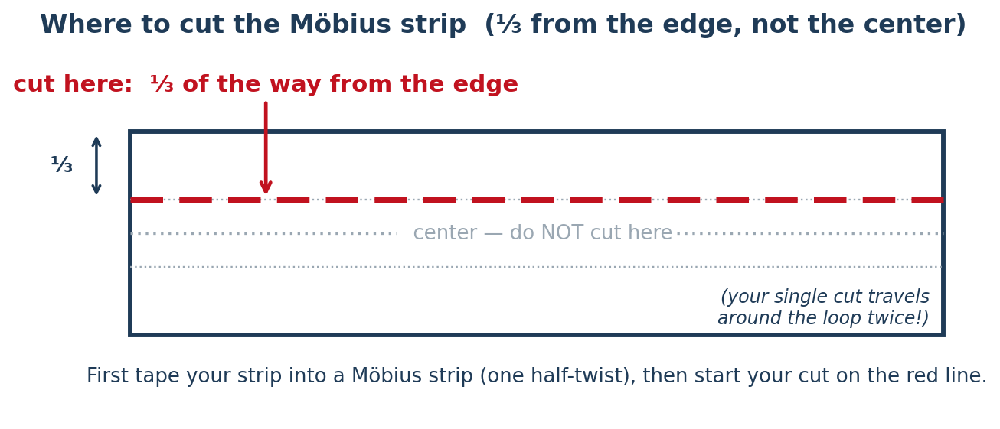 Where to cut the Möbius strip  (⅓ from the edge, not the center)
cut here:  ⅓ of the way from the edge
⅓
center — do NOT cut here
(your single cut travels
around the loop twice!)
First tape your strip into a Möbius strip (one half-twist), then start your cut on the red line.